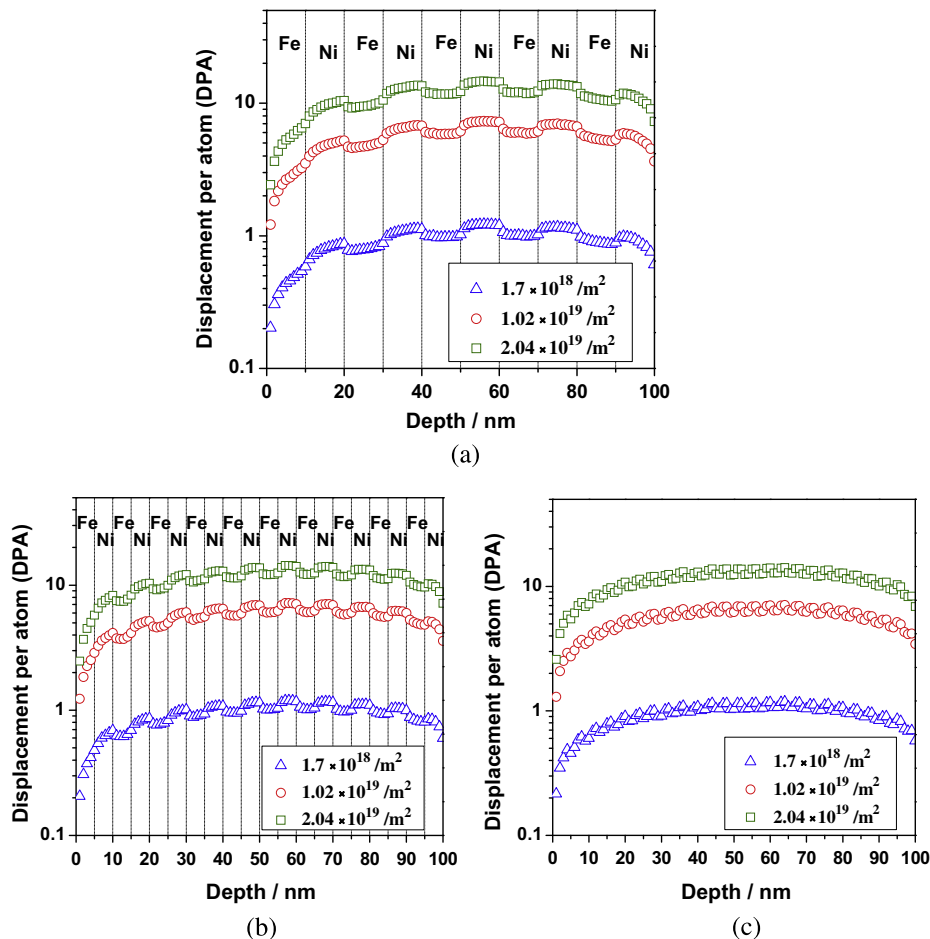 Displacement per atom (DPA)
10
1
0.1
Fe Ni Fe Ni Fe Ni Fe Ni Fe Ni
1.7 × 10^18 /m^2
1.02 × 10^19 /m^2
2.04 × 10^19 /m^2
0 20 40 60 80 100
Depth / nm
(a)
Displacement per atom (DPA)
10
1
0.1
Fe Fe Fe Fe Fe Fe Fe Fe Fe Fe
Ni Ni Ni Ni Ni Ni Ni Ni Ni Ni
1.7 × 10^18 /m^2
1.02 × 10^19 /m^2
2.04 × 10^19 /m^2
0 10 20 30 40 50 60 70 80 90 100
Depth / nm
(b)
Displacement per atom (DPA)
10
1
0.1
1.7 × 10^18 /m^2
1.02 × 10^19 /m^2
2.04 × 10^19 /m^2
0 10 20 30 40 50 60 70 80 90 100
Depth / nm
(c)